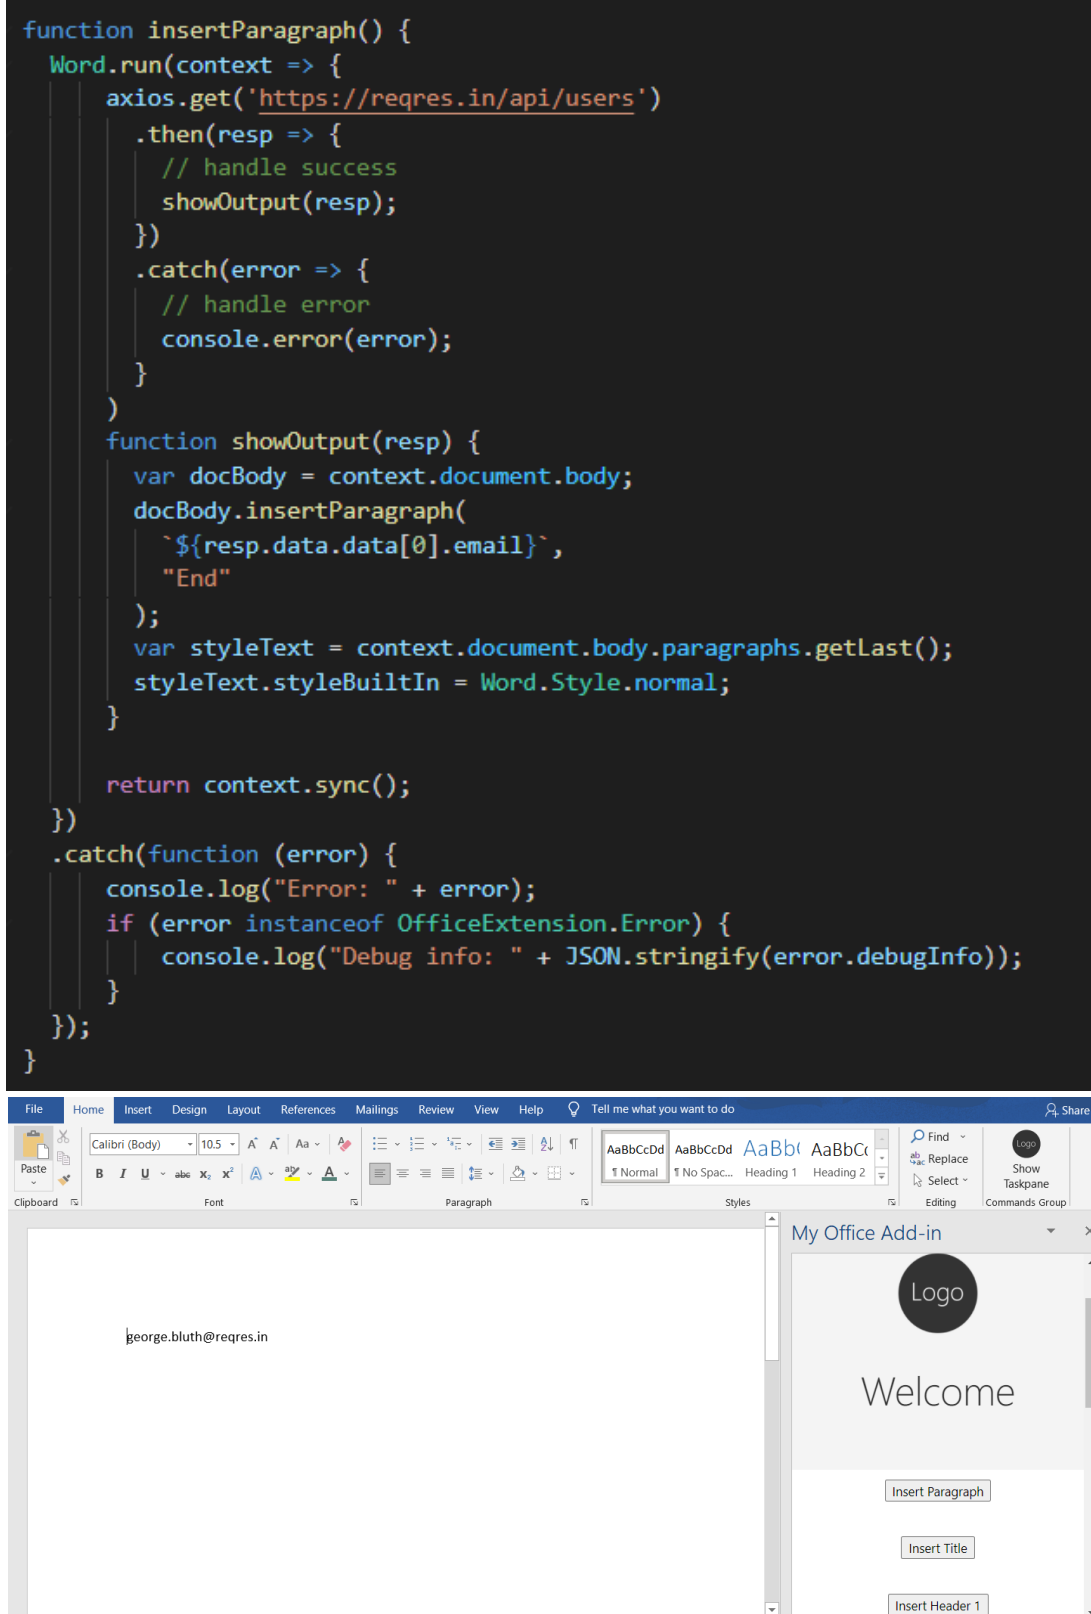 function insertParagraph() {
Word.run(context => {
axios.get('https://reqres.in/api/users')
.then(resp => {
// handle success
showOutput(resp);
})
.catch(error => {
// handle error
console.error(error);
}
)
function showOutput(resp) {
var docBody = context.document.body;
docBody.insertParagraph(
`${resp.data.data[0].email}`,
"End"
);
var styleText = context.document.body.paragraphs.getLast();
styleText.styleBuiltIn = Word.Style.normal;
}
return context.sync();
})
.catch(function (error) {
console.log("Error: " + error);
if (error instanceof OfficeExtension.Error) {
console.log("Debug info: " + JSON.stringify(error.debugInfo));
}
});
}
File Home Insert Design Layout References Mailings Review View Help Tell me what you want to do Share
Paste
Clipboard
Calibri (Body) 10.5 A A Aa
B I U abc X₂ X² A aby A
Font
Paragraph
AaBbCcDd AaBbCcDd AaBb( AaBbC(
¶ Normal ¶ No Spac... Heading 1 Heading 2
Styles
Find
Replace
Select
Editing
Logo
Show
Taskpane
Commands Group
My Office Add-in
Logo
Welcome
george.bluth@reqres.in
Insert Paragraph
Insert Title
Insert Header 1